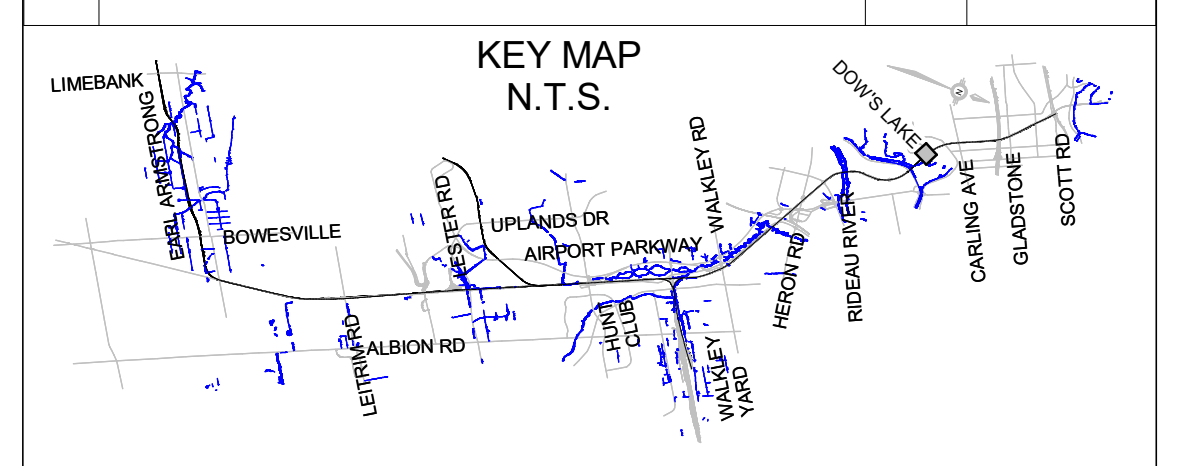 KEY MAP
N.T.S.
LIMEBANK
EARL ARMSTRONG
BOWESVILLE
LEITRIM RD
ALBION RD
LESTER RD
UPLANDS DR
AIRPORT PARKWAY
HUNT
CLUB
WALKLEY RD
WALKLEY
YARD
HERON RD
RIDEAU RIVER
DOW'S LAKE
N
CARLING AVE
GLADSTONE
SCOTT RD